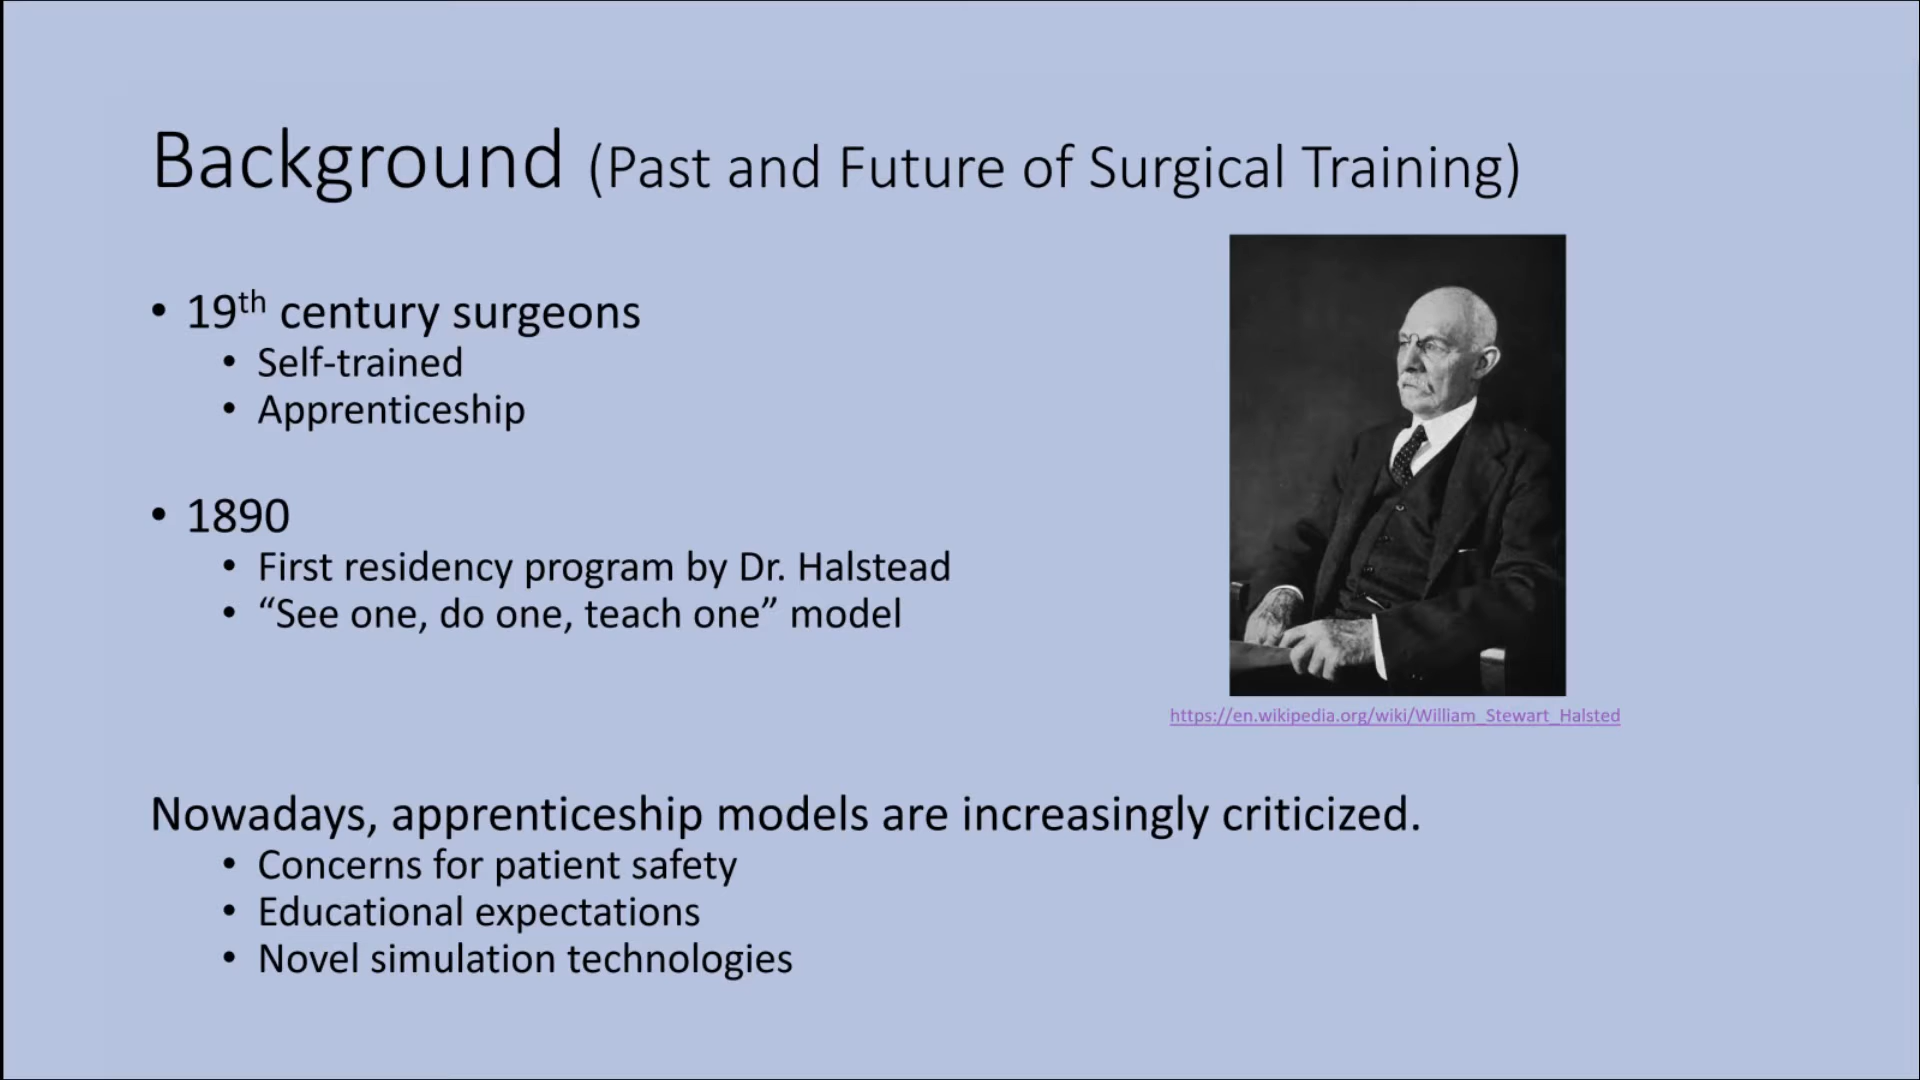 Background (Past and Future of Surgical Training)
• 19th century surgeons
• Self-trained
• Apprenticeship
• 1890
• First residency program by Dr. Halstead
• “See one, do one, teach one” model
https://en.wikipedia.org/wiki/William_Stewart_Halsted
Nowadays, apprenticeship models are increasingly criticized.
• Concerns for patient safety
• Educational expectations
• Novel simulation technologies